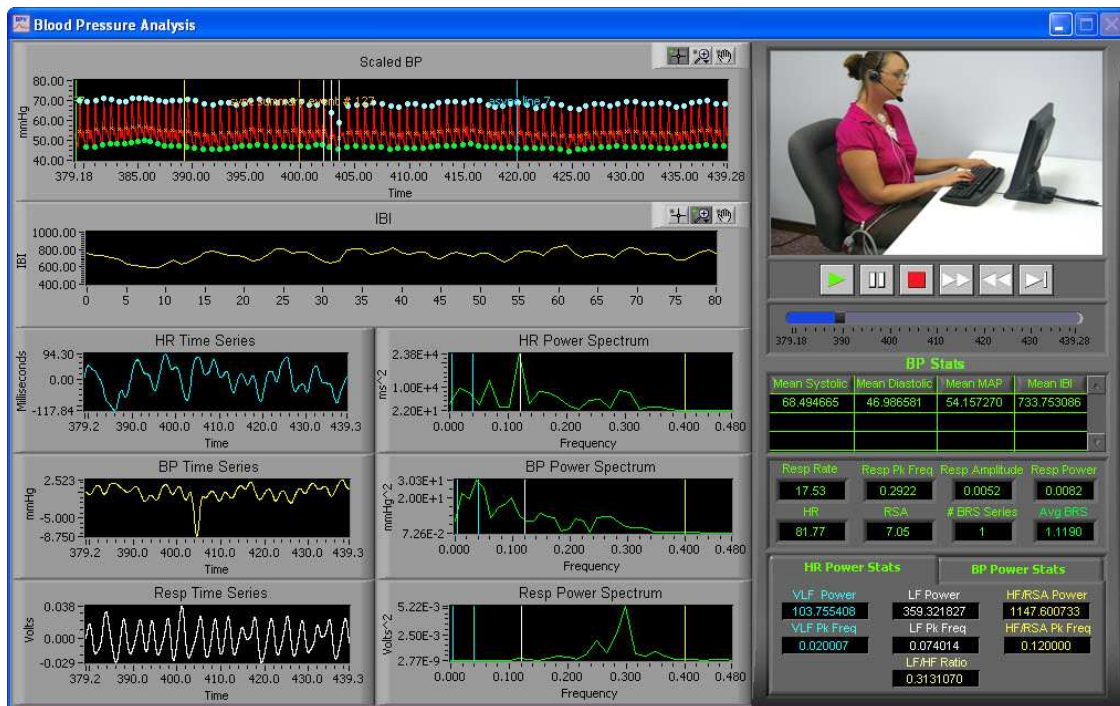 Blood Pressure Analysis
Scaled BP
mmHg
80.00
70.00
60.00
50.00
40.00
sync summary event # 127
async line 7
379.18 385.00 390.00 395.00 400.00 405.00 410.00 415.00 420.00 425.00 430.00 439.28
Time
IBI
IBI
1000.00
800.00
600.00
400.00
0 5 10 15 20 25 30 35 40 45 50 55 60 65 70 75 80
HR Time Series
Milliseconds
94.30
0.00
-117.84
379.2 390.0 400.0 410.0 420.0 439.3
Time
HR Power Spectrum
ms^2
2.38E+4
1.00E+4
2.20E+1
0.000 0.100 0.200 0.300 0.400 0.480
Frequency
BP Time Series
mmHg
2.523
-5.000
-8.750
379.2 390.0 400.0 410.0 420.0 439.3
Time
BP Power Spectrum
mmHg^2
3.03E+1
2.00E+1
7.26E-2
0.000 0.100 0.200 0.300 0.400 0.480
Frequency
Resp Time Series
Volts
0.038
0.000
-0.029
379.2 390.0 400.0 410.0 420.0 439.3
Time
Resp Power Spectrum
Volts^2
5.22E-3
2.50E-3
2.77E-9
0.000 0.100 0.200 0.300 0.400 0.480
Frequency
379.18 390 400 410 420 430 439.28
BP Stats
Mean Systolic Mean Diastolic Mean MAP Mean IBI
68.494665 46.986581 54.157270 733.753086
Resp Rate Resp Pk Freq Resp Amplitude Resp Power
17.53 0.2922 0.0052 0.0082
HR RSA # BRS Series Avg BRS
81.77 7.05 1 1.1190
HR Power Stats BP Power Stats
VLF Power LF Power HF/RSA Power
103.755408 359.321827 1147.600733
VLF Pk Freq LF Pk Freq HF/RSA Pk Freq
0.020007 0.074014 0.120000
LF/HF Ratio
0.3131070